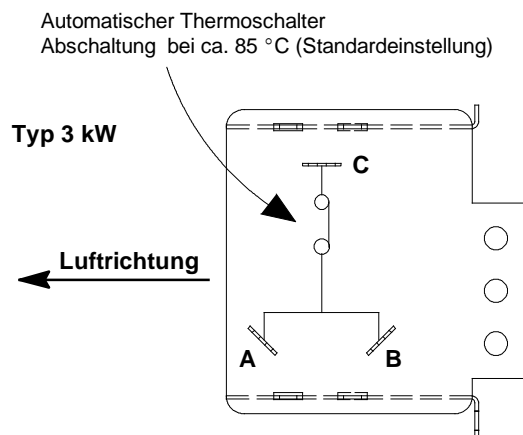 Automatischer Thermoschalter
Abschaltung bei ca. 85 °C (Standardeinstellung)
Typ 3 kW
C
Luftrichtung
A
B